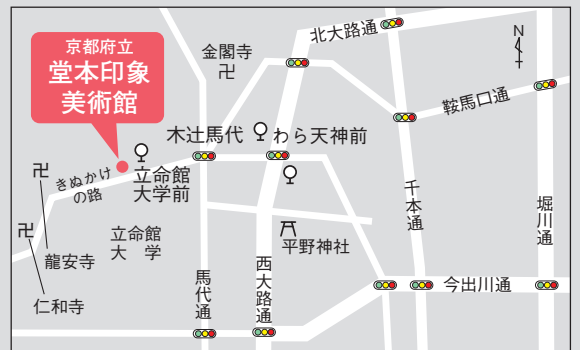 京都府立
堂本印象
美術館
金閣寺
北大路通
N
鞍馬口通
木辻馬代
わら天神前
きぬかけ
の路
立命館
大学前
千本通
堀川通
立命館
大学
平野神社
龍安寺
仁和寺
馬代通
西大路通
今出川通